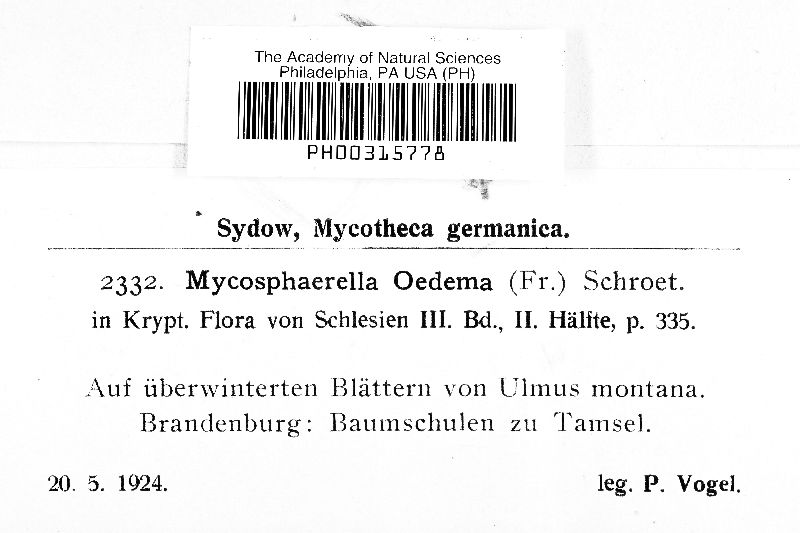 The Academy of Natural Sciences
Philadelphia, PA USA (PH)
PH00315778
Sydow, Mycotheca germanica.
2332. Mycosphaerella Oedema (Fr.) Schroet.
in Krypt. Flora von Schlesien III. Bd., II. Hälfte, p. 335.
Auf überwinterten Blättern von Ulmus montana.
Brandenburg: Baumschulen zu Tamsel.
20. 5. 1924. leg. P. Vogel.